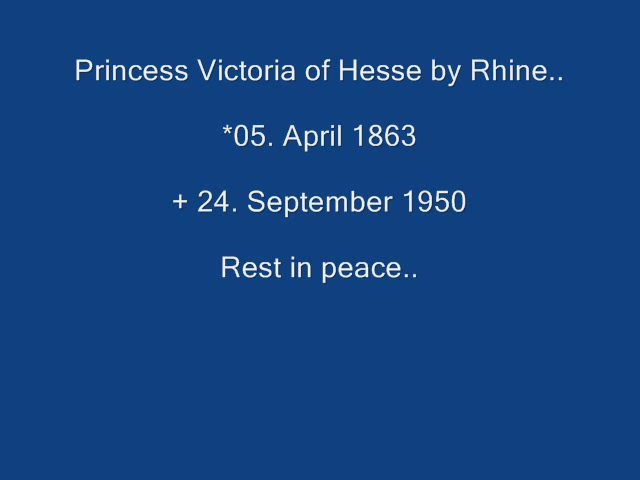 Princess Victoria of Hesse by Rhine..
*05. April 1863
+ 24. September 1950
Rest in peace..